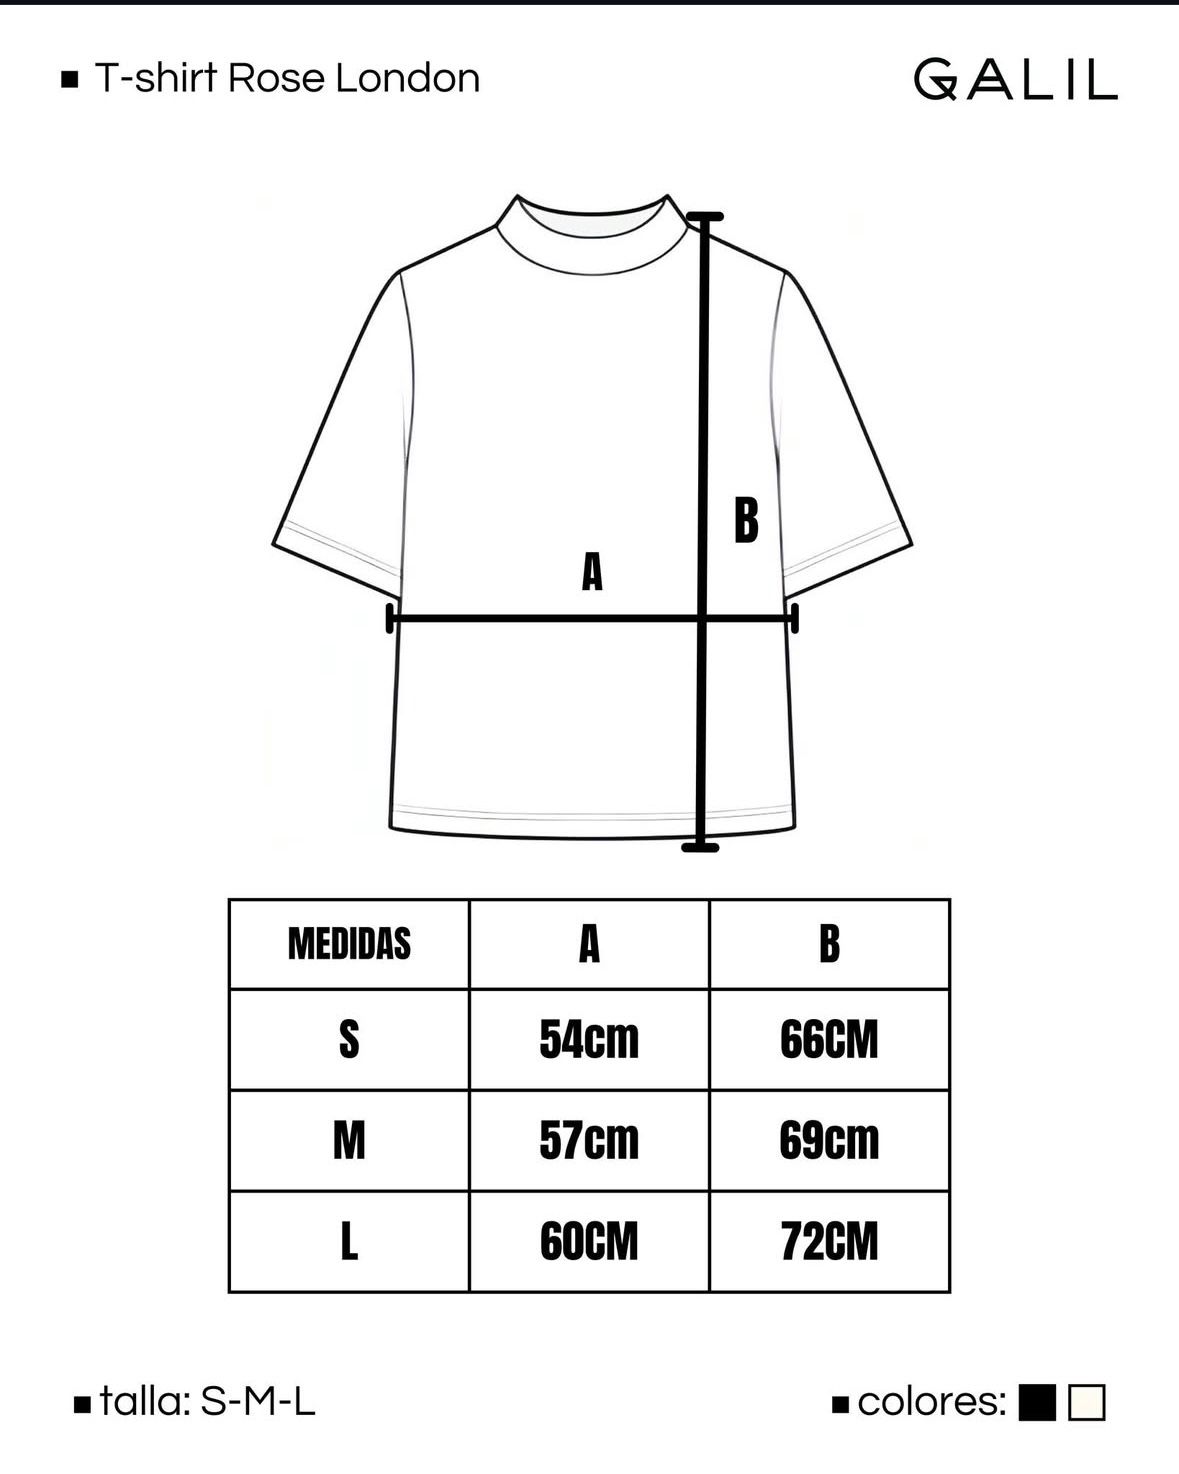 T-shirt Rose London
GALIL
B
A
MEDIDAS A B
S 54cm 66CM
M 57cm 69cm
L 60CM 72CM
talla: S-M-L
colores: